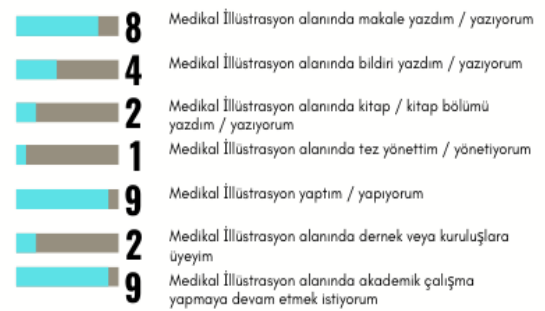 8 Medikal İllüstrasyon alanında makale yazdım / yazıyorum
4 Medikal İllüstrasyon alanında bildiri yazdım / yazıyorum
2 Medikal İllüstrasyon alanında kitap / kitap bölümü
yazdım / yazıyorum
1 Medikal İllüstrasyon alanında tez yönettim / yönetiyorum
9 Medikal İllüstrasyon yaptım / yapıyorum
2 Medikal İllüstrasyon alanında dernek veya kuruluşlara
üyeyim
9 Medikal İllüstrasyon alanında akademik çalışma
yapmaya devam etmek istiyorum